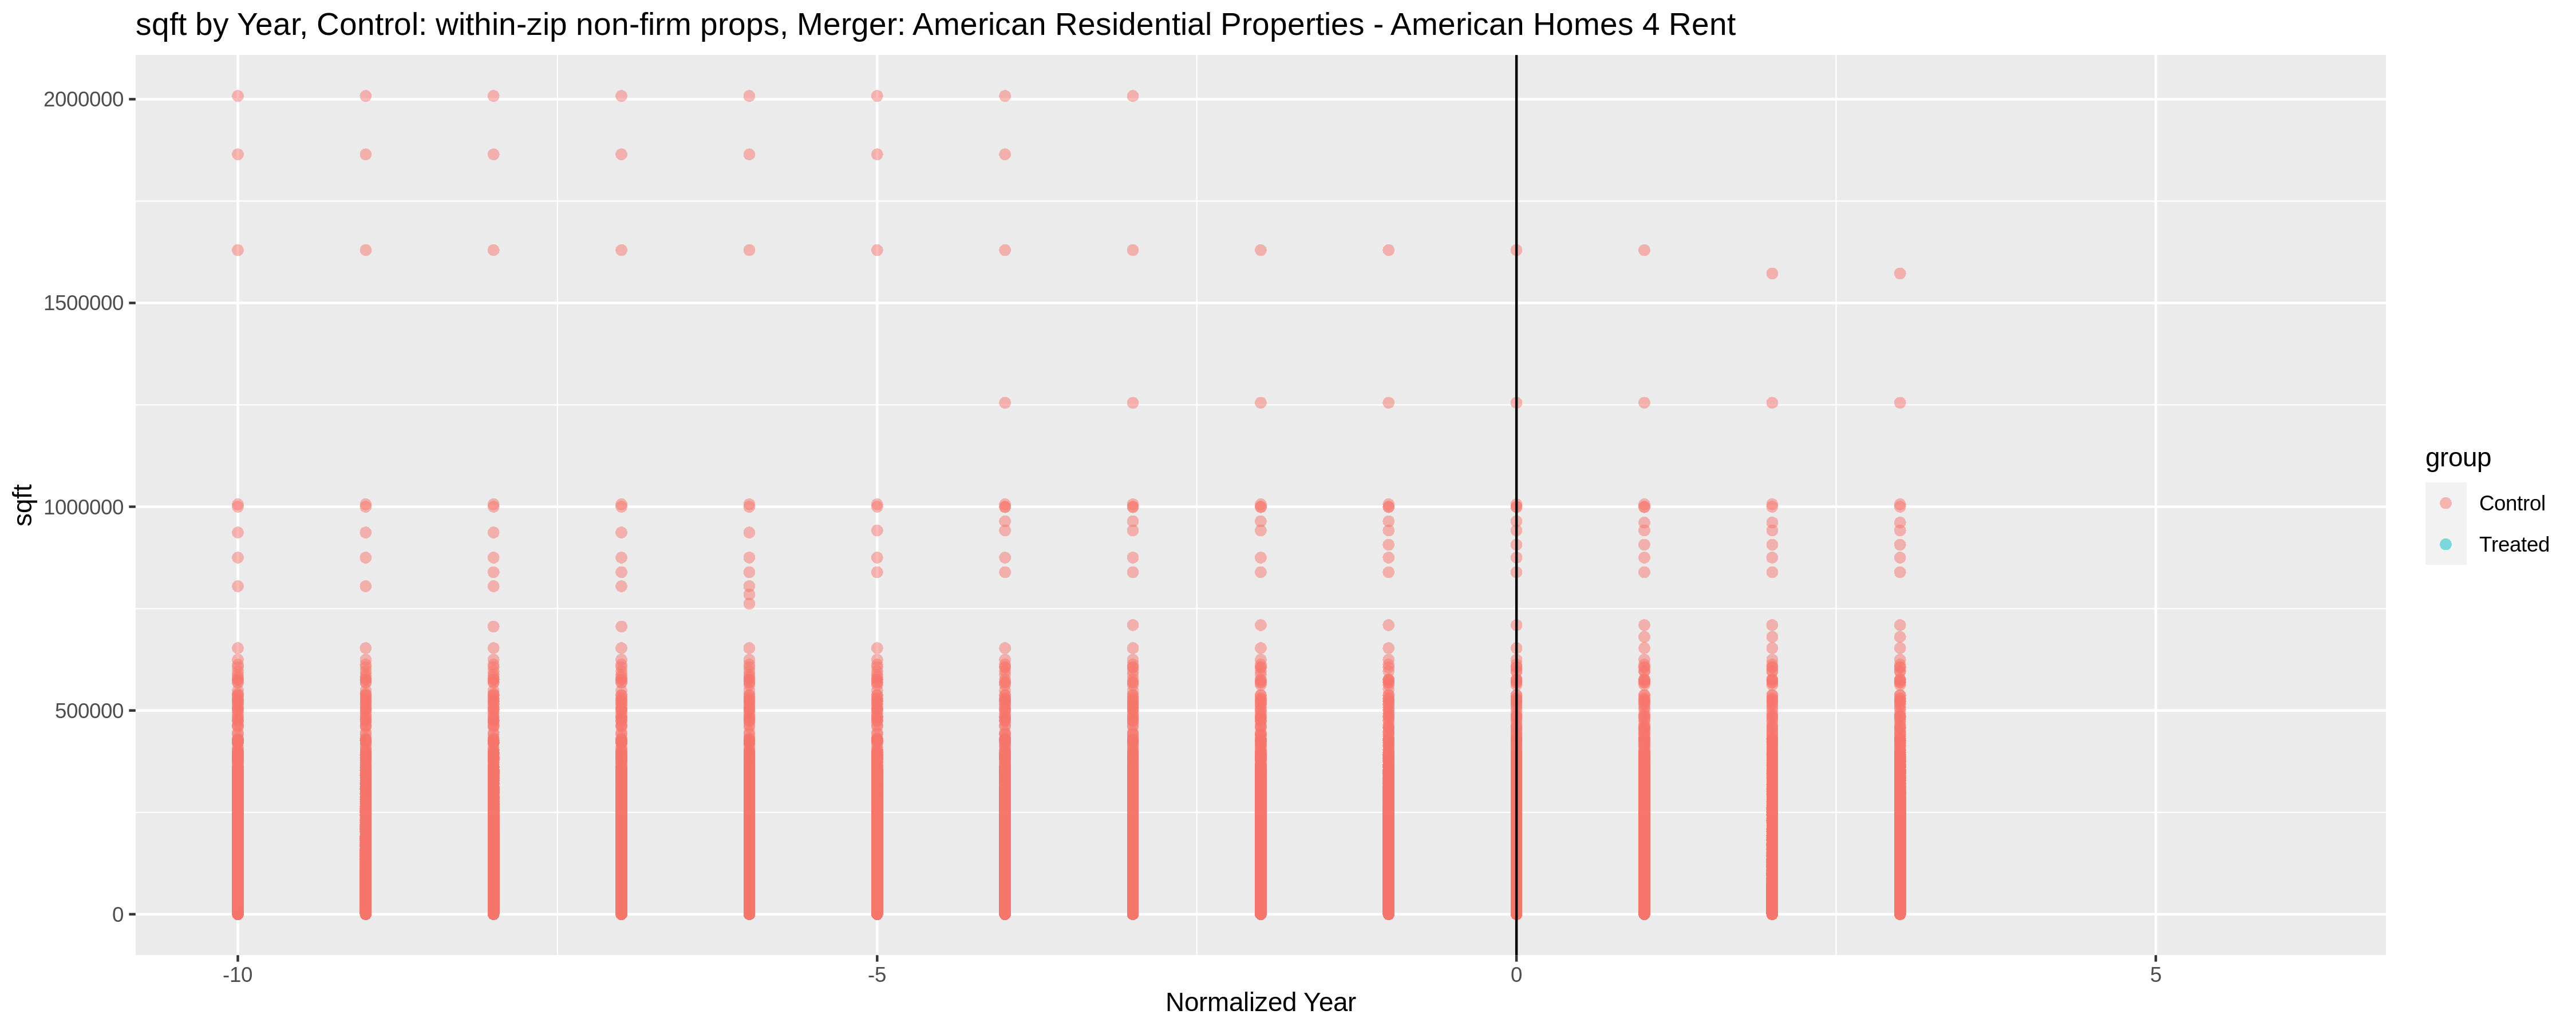 sqft by Year, Control: within-zip non-firm props, Merger: American Residential Properties - American Homes 4 Rent
sqft
2000000
1500000
1000000
500000
0
-10
-5
0
5
Normalized Year
group
Control
Treated